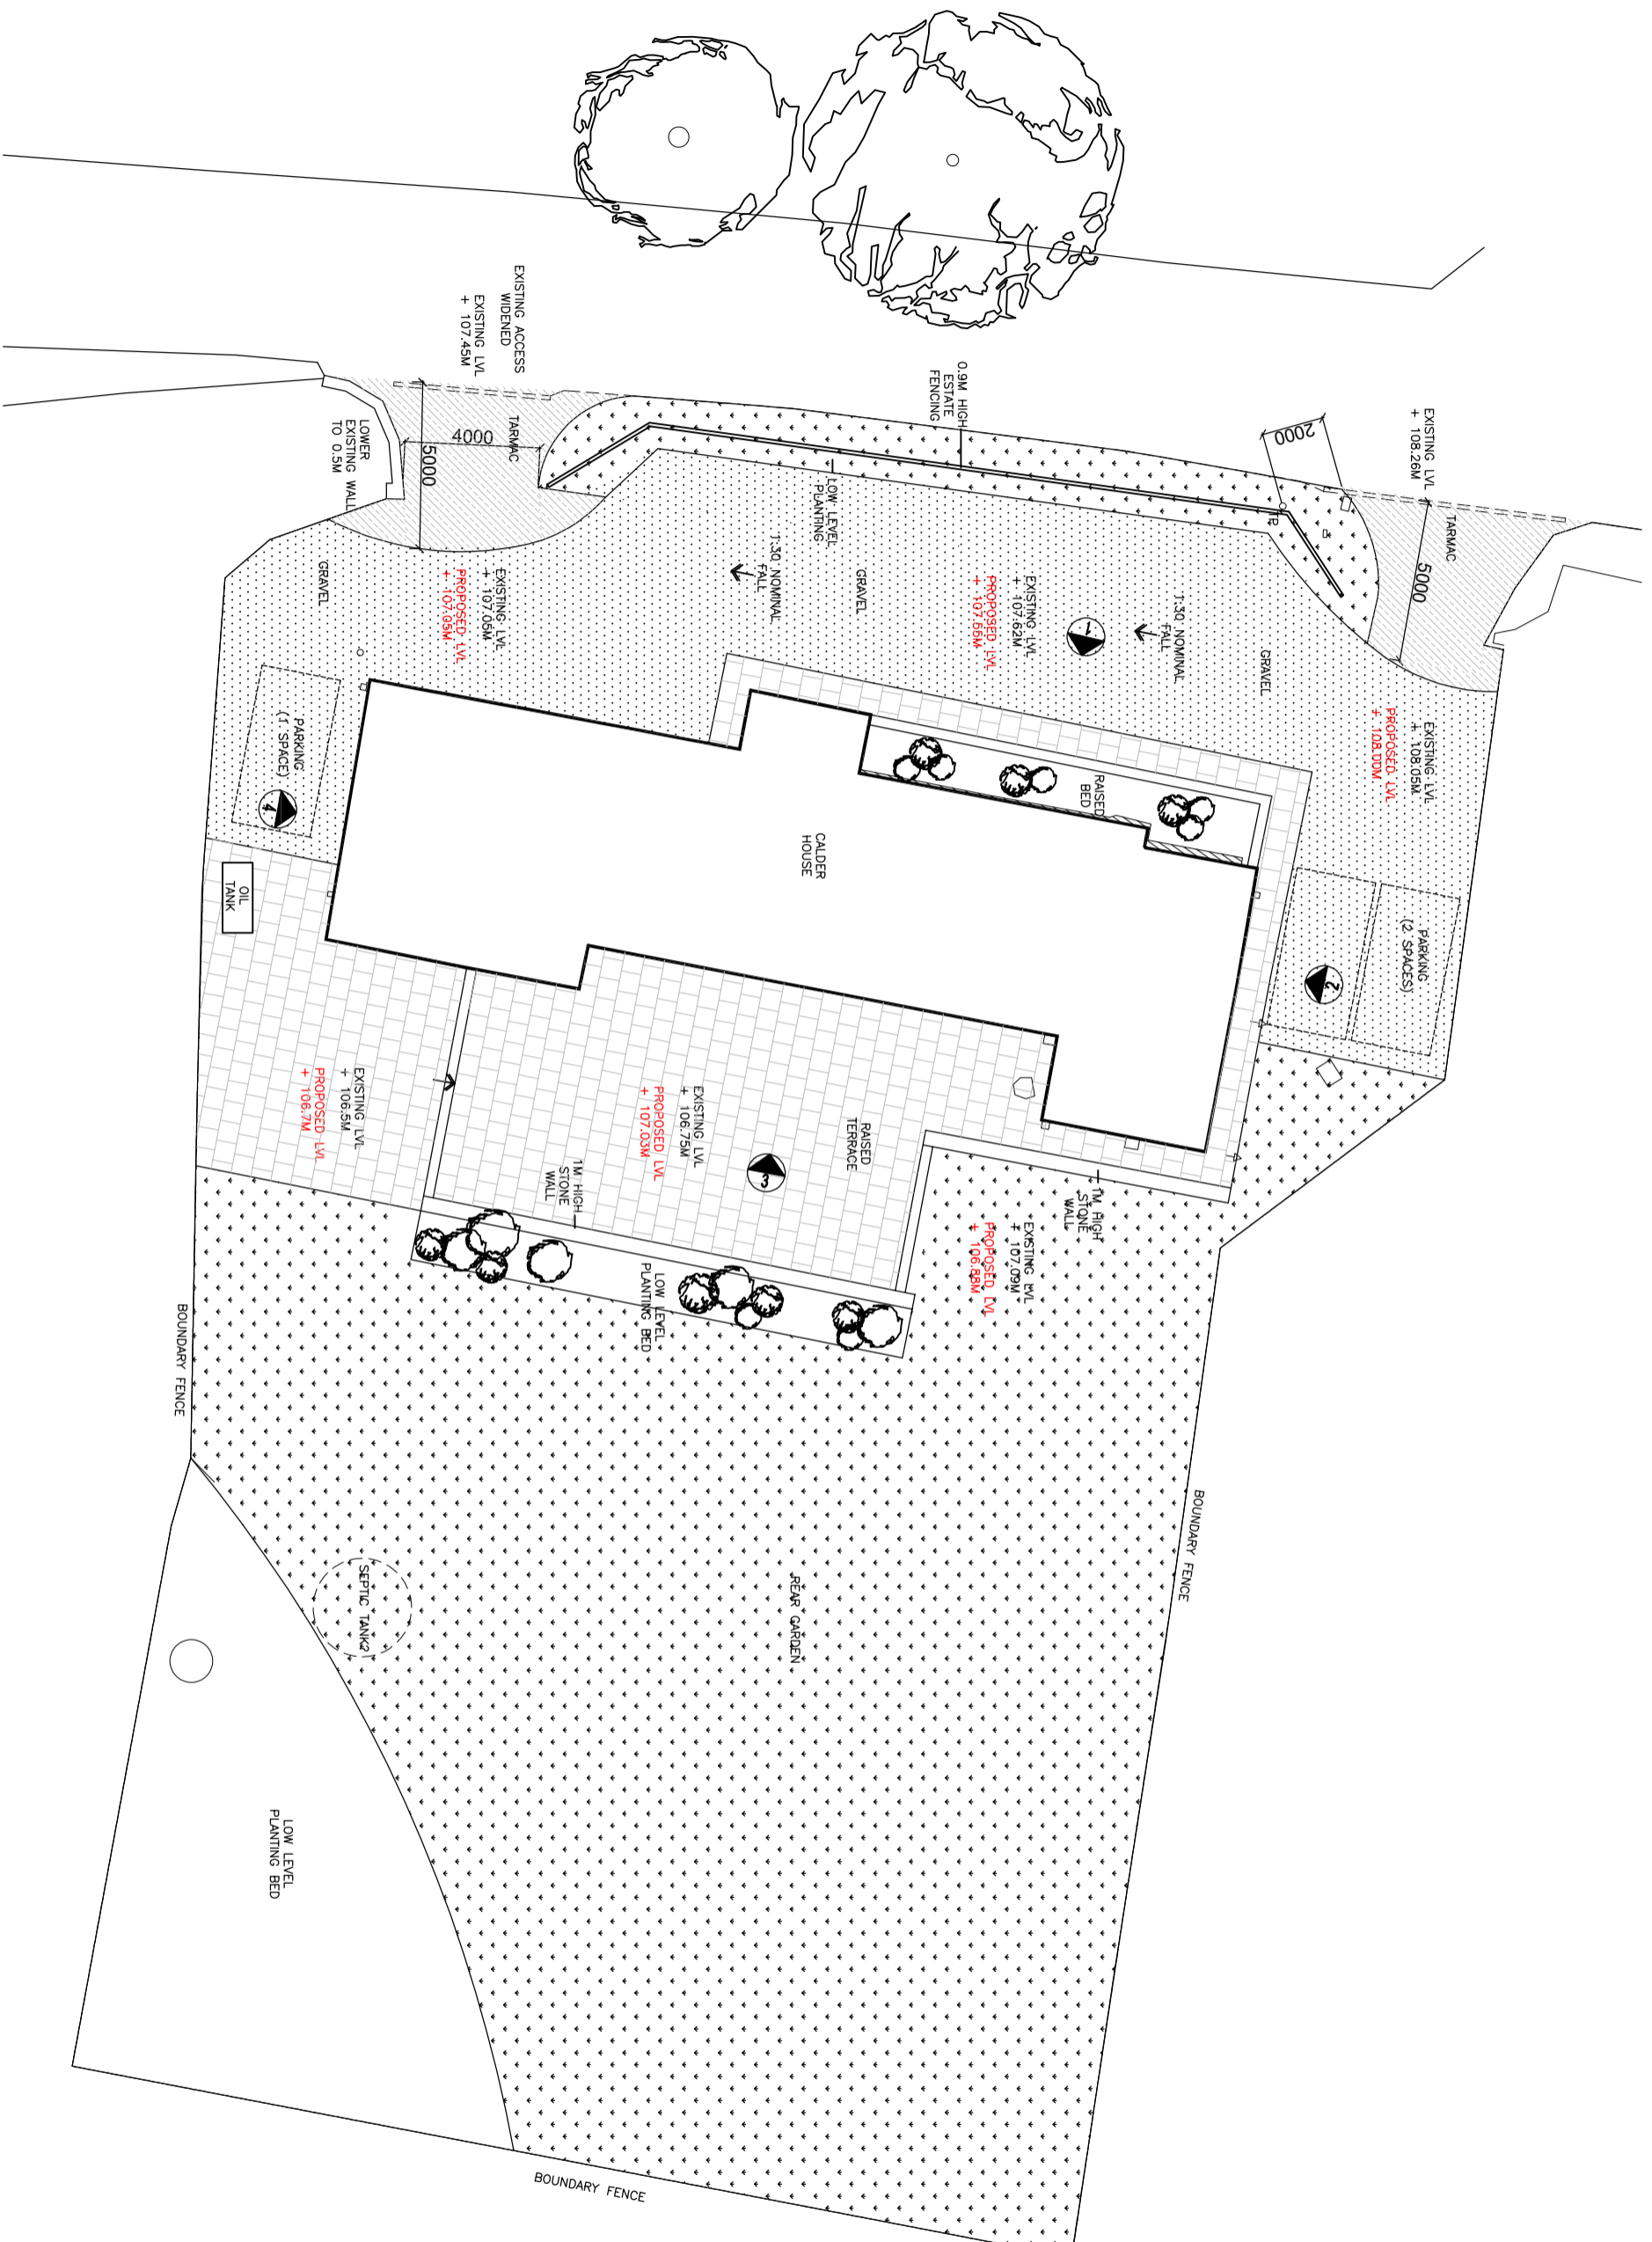 EXISTING ACCESS
WIDENED
EXISTING LVL
+ 107.45M
0.9M HIGH
ESTATE
FENCING
EXISTING LVL
+ 108.26M
2000
TARMAC
5000
LOWER
EXISTING WALL
TO 0.5M
4000
5000
TARMAC
LOW LEVEL
PLANTING
TP
GRAVEL
EXISTING LVL
+ 107.05M
PROPOSED LVL
+ 107.05M
1:30 NOMINAL
FALL
GRAVEL
EXISTING LVL
+ 107.62M
PROPOSED LVL
+ 107.55M
1
1:30 NOMINAL
FALL
GRAVEL
EXISTING LVL
+ 108.05M
PROPOSED LVL
+ 108.00M
PARKING
(1 SPACE)
4
RAISED
BED
CALDER
HOUSE
OIL
TANK
PARKING
(2 SPACES)
2
EXISTING LVL
+ 106.5M
PROPOSED LVL
+ 106.7M
EXISTING LVL
+ 106.75M
PROPOSED LVL
+ 107.03M
3
RAISED
TERRACE
1M HIGH
STONE
WALL
1M HIGH
STONE
WALL
EXISTING LVL
+ 107.09M
PROPOSED LVL
+ 106.88M
LOW LEVEL
PLANTING BED
BOUNDARY FENCE
BOUNDARY FENCE
SEPTIC TANK?
REAR GARDEN
LOW LEVEL
PLANTING BED
BOUNDARY FENCE